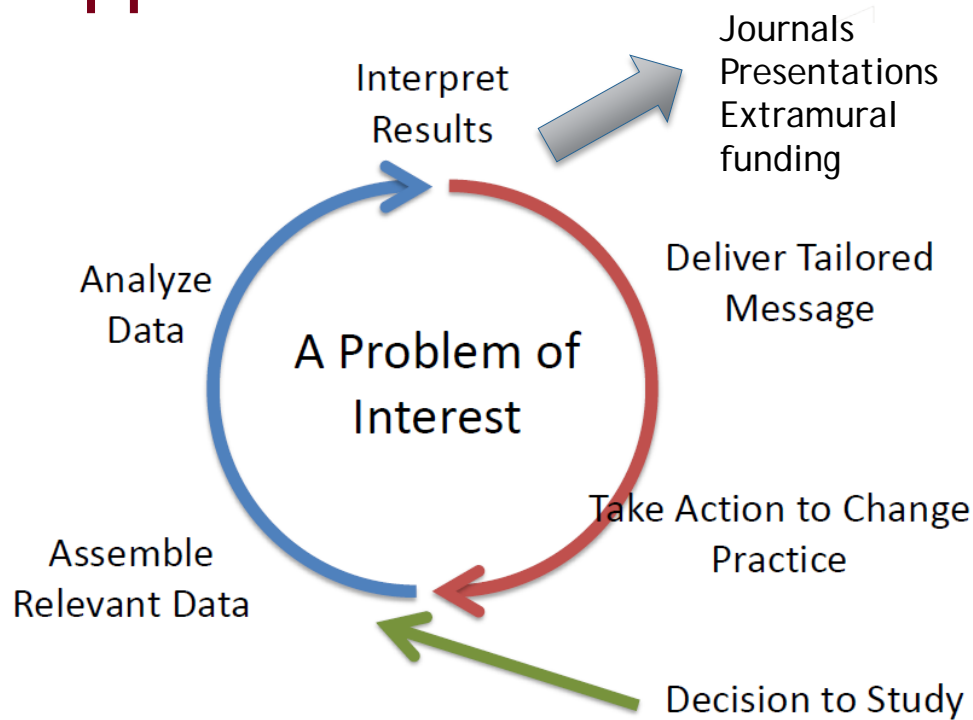 Journals
Presentations
Extramural
funding
Interpret
Results
Deliver Tailored
Message
Analyze
Data
A Problem of
Interest
Take Action to Change
Practice
Assemble
Relevant Data
Decision to Study